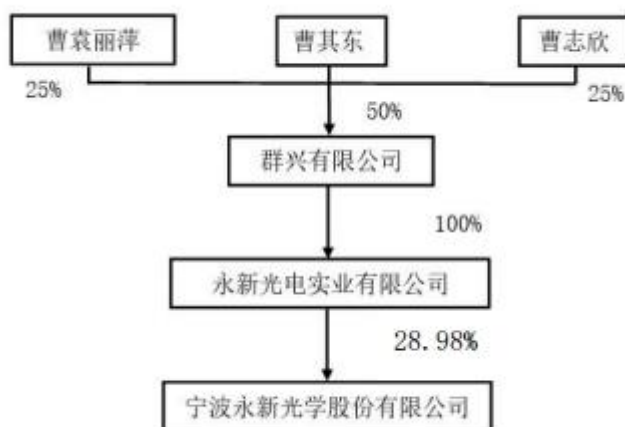 曹袁丽萍
曹其东
曹志欣
25%
50%
25%
群兴有限公司
100%
永新光电实业有限公司
28.98%
宁波永新光学股份有限公司